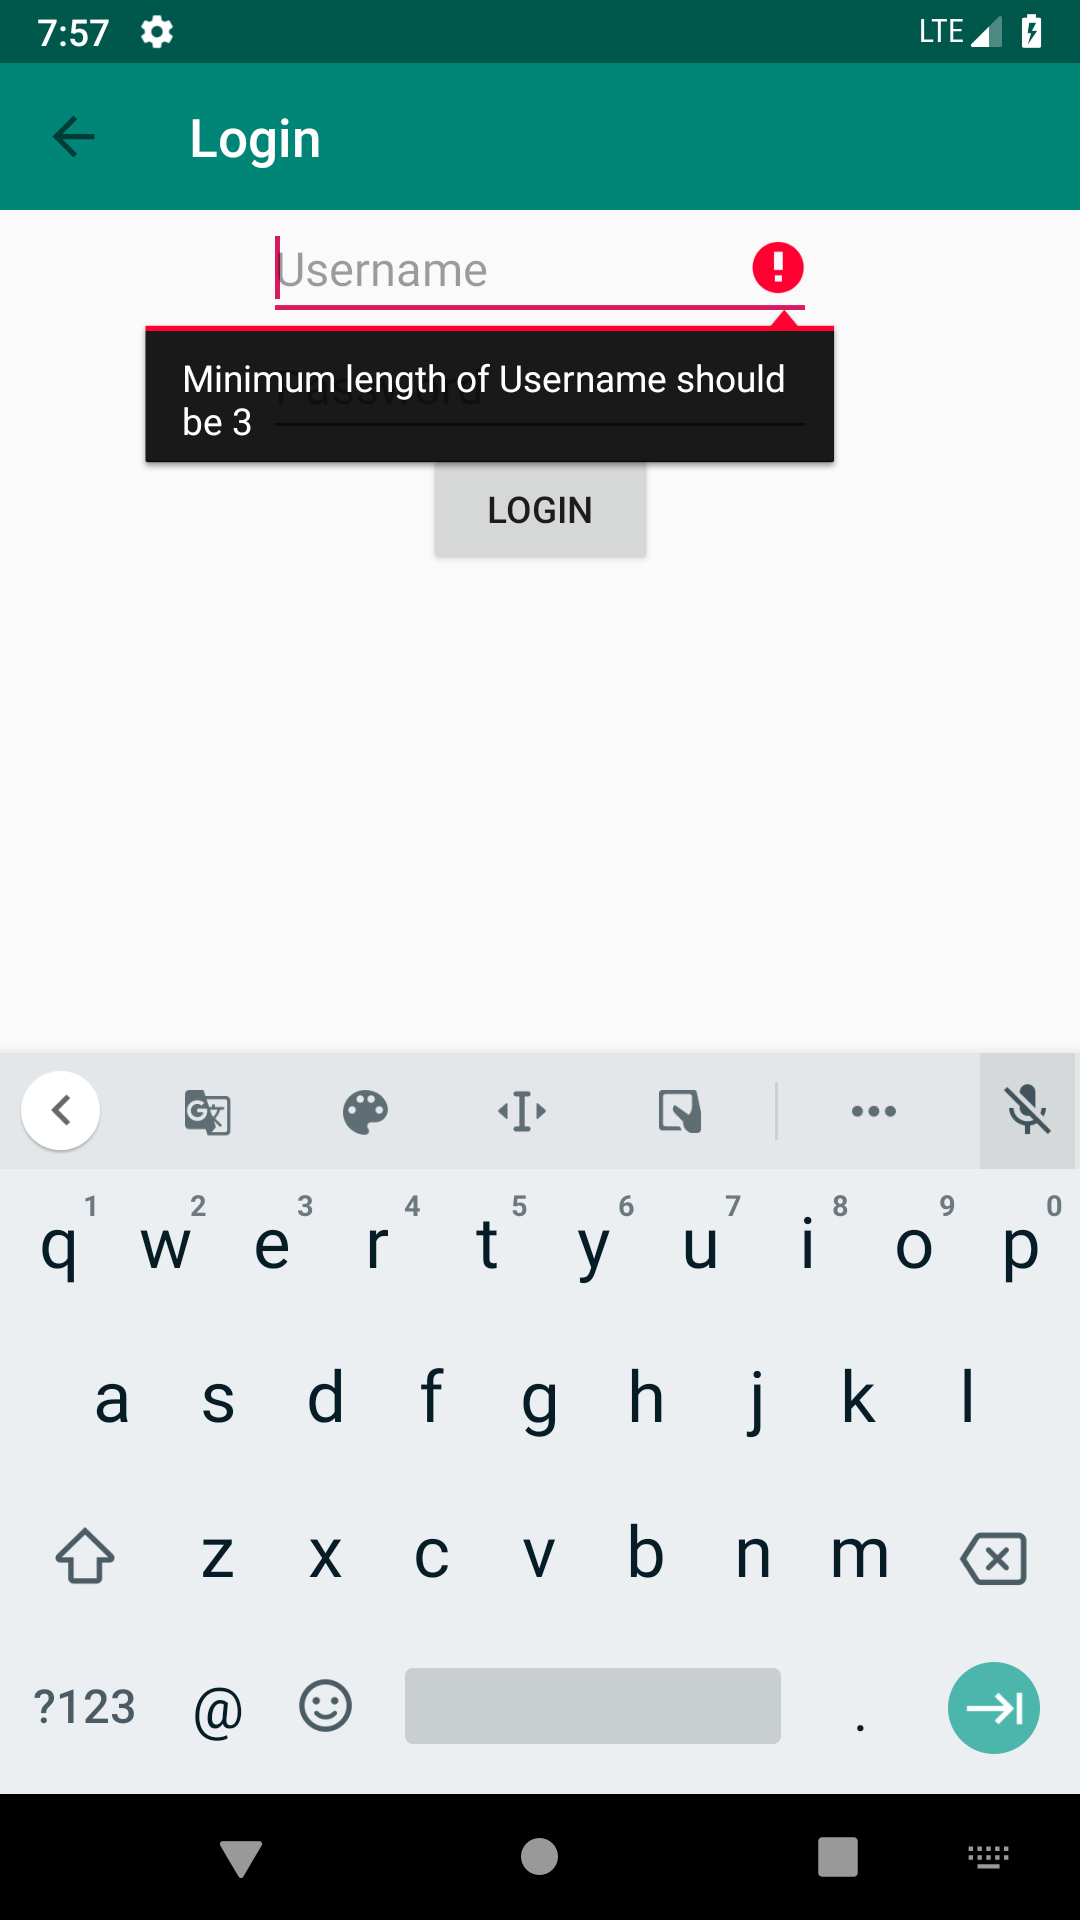 7:57 LTE
Login
Username
Minimum length of Username should
be 3
Password
LOGIN
1 2 3 4 5 6 7 8 9 0
q w e r t y u i o p
a s d f g h j k l
z x c v b n m
?123 @ .